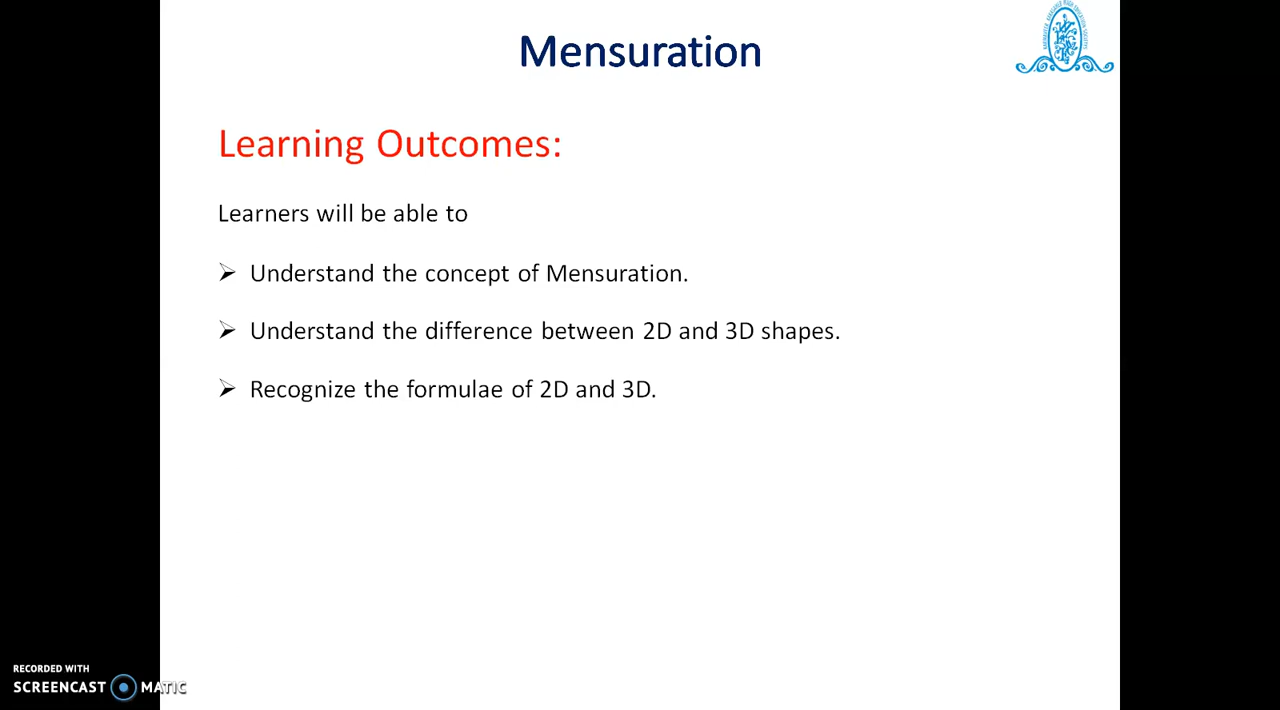 Mensuration
Learning Outcomes:
Learners will be able to
➢ Understand the concept of Mensuration.
➢ Understand the difference between 2D and 3D shapes.
➢ Recognize the formulae of 2D and 3D.
RECORDED WITH
SCREENCAST MATIC